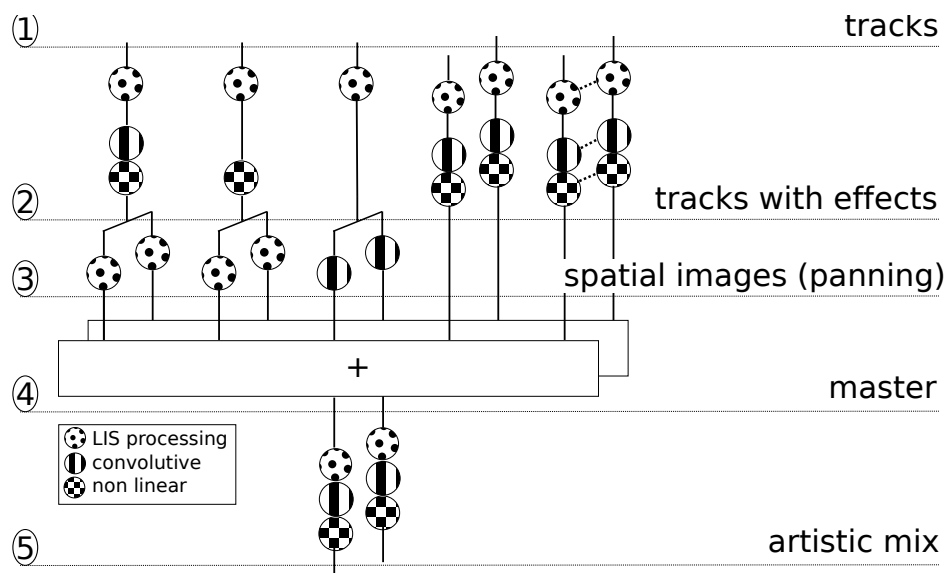 ① tracks
② tracks with effects
③ spatial images (panning)
+
④ master
LIS processing
convolutive
non linear
⑤ artistic mix